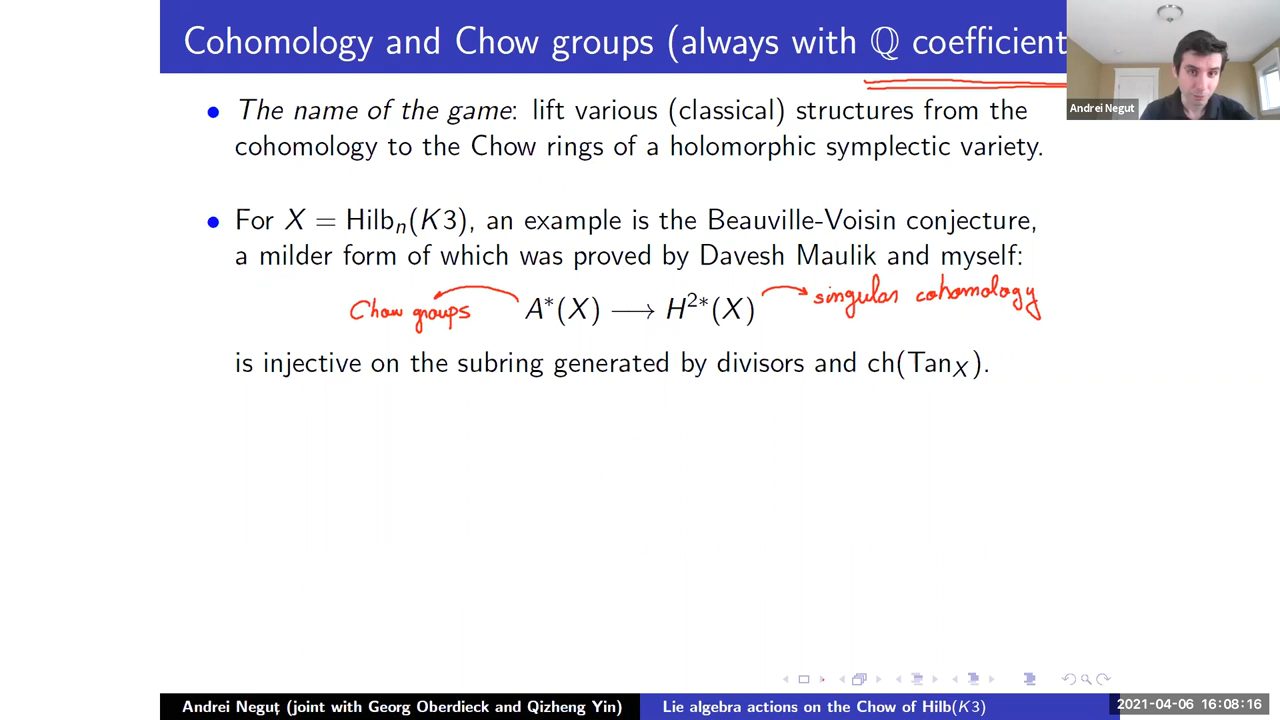 Cohomology and Chow groups (always with ℚ coefficient
Andrei Negut
• The name of the game: lift various (classical) structures from the
cohomology to the Chow rings of a holomorphic symplectic variety.
• For X = Hilbₙ(K3), an example is the Beauville-Voisin conjecture,
a milder form of which was proved by Davesh Maulik and myself:
Chow groups A*(X) ⟶ H²*(X) singular cohomology
is injective on the subring generated by divisors and ch(Tan_X).
Andrei Neguț (joint with Georg Oberdieck and Qizheng Yin) Lie algebra actions on the Chow of Hilb(K3) 2021-04-06 16:08:16